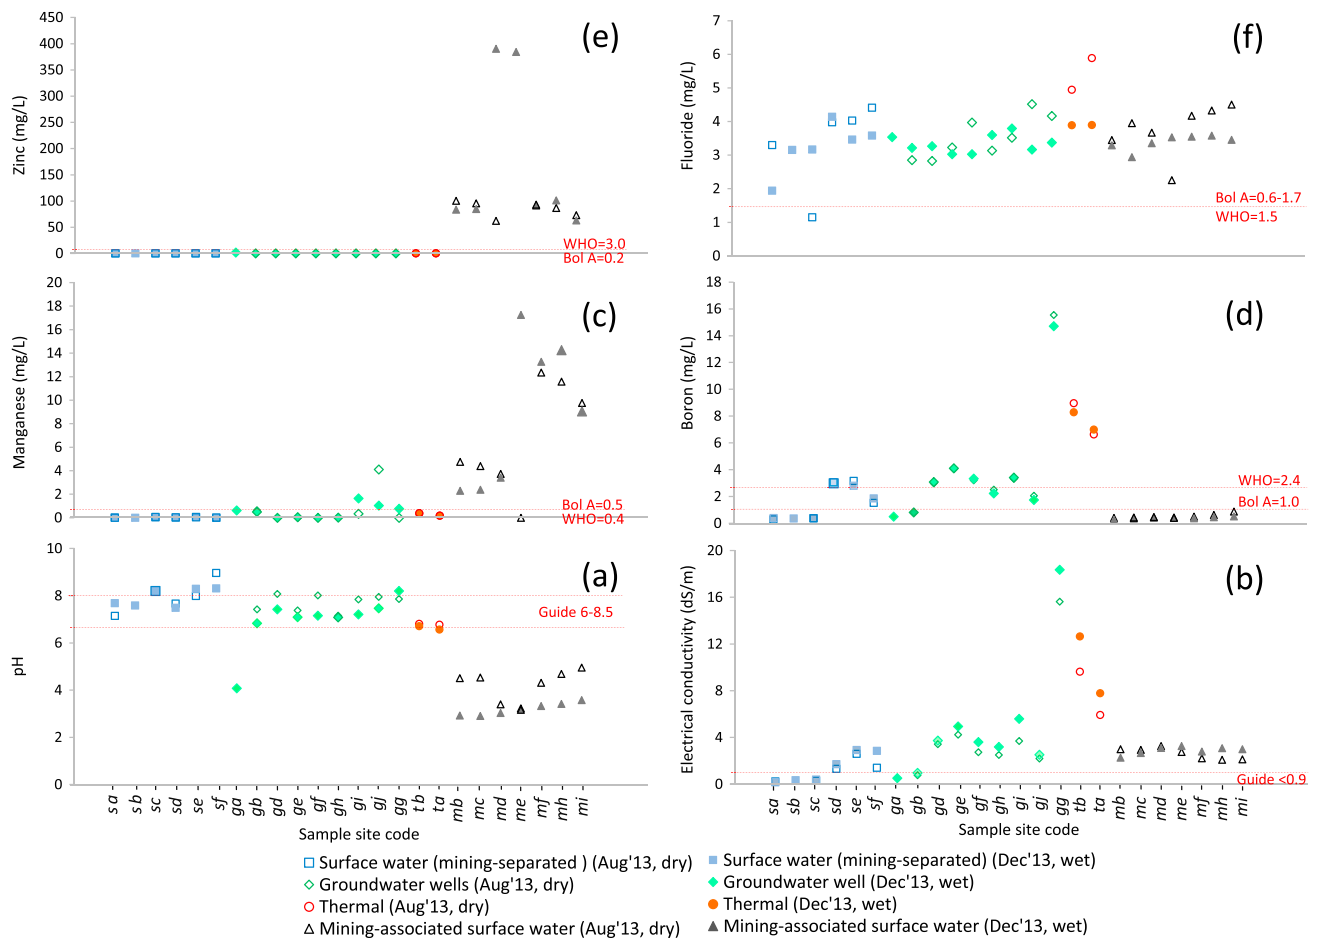 (e)
Zinc (mg/L)
450
400
350
300
250
200
150
100
50
0
WHO=3.0
Bol A=0.2
(f)
Fluoride (mg/L)
7
6
5
4
3
2
1
0
Bol A=0.6-1.7
WHO=1.5
(c)
Manganese (mg/L)
20
18
16
14
12
10
8
6
4
2
0
Bol A=0.5
WHO=0.4
(d)
Boron (mg/L)
18
16
14
12
10
8
6
4
2
0
WHO=2.4
Bol A=1.0
(a)
pH
10
8
6
4
2
0
Guide 6-8.5
sa sb sc sd se sf ga gb gd ge gf gh gi gj gg tb ta mb mc md me mf mh mi
Sample site code
(b)
Electrical conductivity (dS/m)
20
16
12
8
4
0
Guide <0.9
sa sb sc sd se sf ga gb gd ge gf gh gi gj gg tb ta mb mc md me mf mh mi
Sample site code
Surface water (mining-separated ) (Aug'13, dry)
Groundwater wells (Aug'13, dry)
Thermal (Aug'13, dry)
Mining-associated surface water (Aug'13, dry)
Surface water (mining-separated) (Dec'13, wet)
Groundwater well (Dec'13, wet)
Thermal (Dec'13, wet)
Mining-associated surface water (Dec'13, wet)